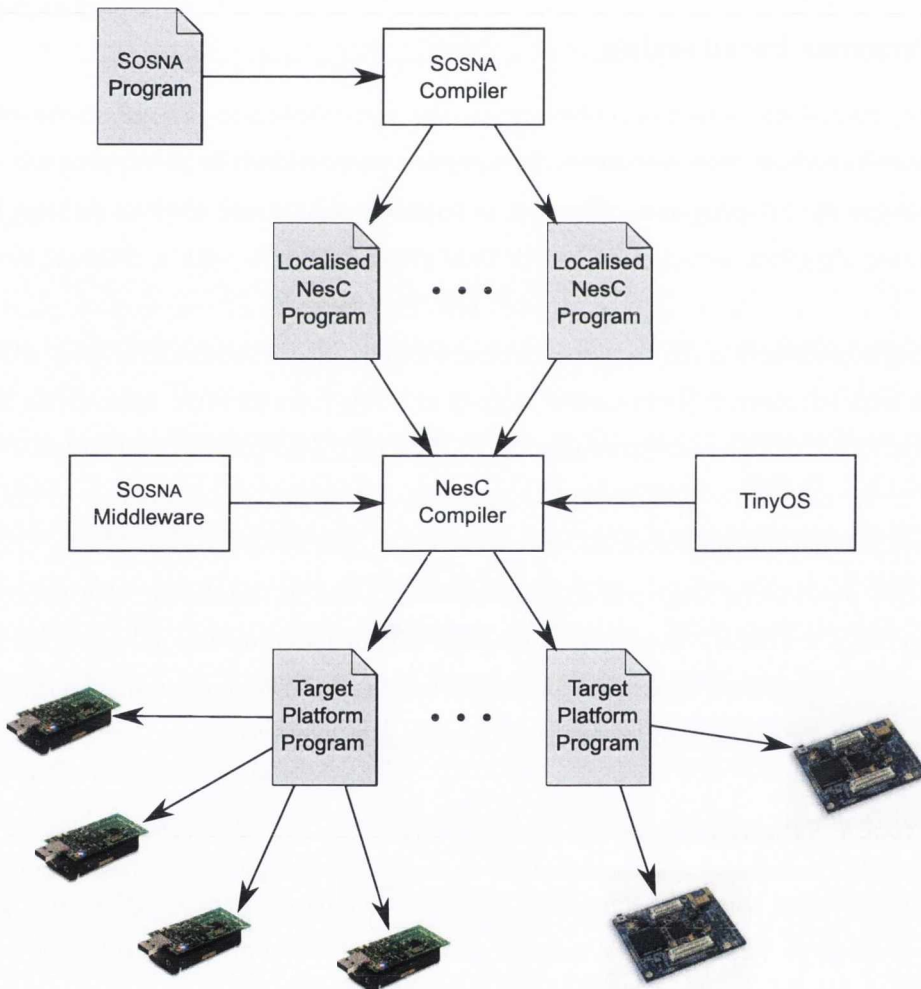 SOSNA
Program
SOSNA
Compiler
Localised
NesC
Program
• • •
Localised
NesC
Program
SOSNA
Middleware
NesC
Compiler
TinyOS
Target
Platform
Program
• • •
Target
Platform
Program